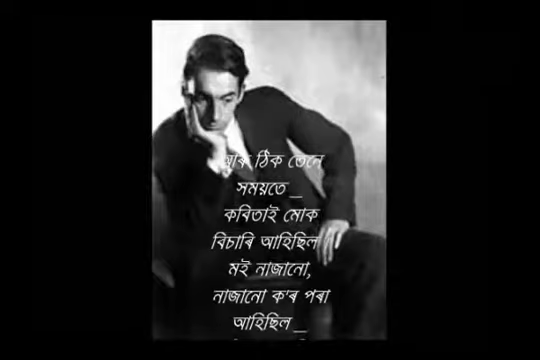 আৰু ঠিক তেনে
সময়তে _
কবিতাই মোক
বিচাৰি আহিছিল
মই নাজানো,
নাজানো ক'ৰ পৰা
আহিছিল _